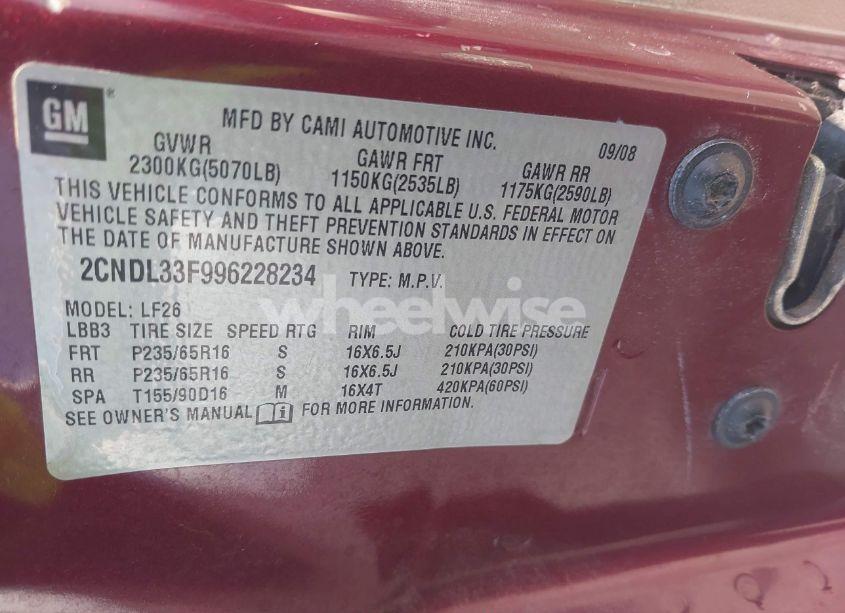 GM ®
MFD BY CAMI AUTOMOTIVE INC. 09/08
GVWR GAWR FRT GAWR RR
2300KG(5070LB) 1150KG(2535LB) 1175KG(2590LB)
THIS VEHICLE CONFORMS TO ALL APPLICABLE U.S. FEDERAL MOTOR
VEHICLE SAFETY AND THEFT PREVENTION STANDARDS IN EFFECT ON
THE DATE OF MANUFACTURE SHOWN ABOVE.
2CNDL33F996228234 TYPE: M.P.V.
wheelwise
MODEL: LF26
LBB3 TIRE SIZE SPEED RTG RIM COLD TIRE PRESSURE
FRT P235/65R16 S 16X6.5J 210KPA(30PSI)
RR P235/65R16 S 16X6.5J 210KPA(30PSI)
SPA T155/90D16 M 16X4T 420KPA(60PSI)
SEE OWNER'S MANUAL i FOR MORE INFORMATION.